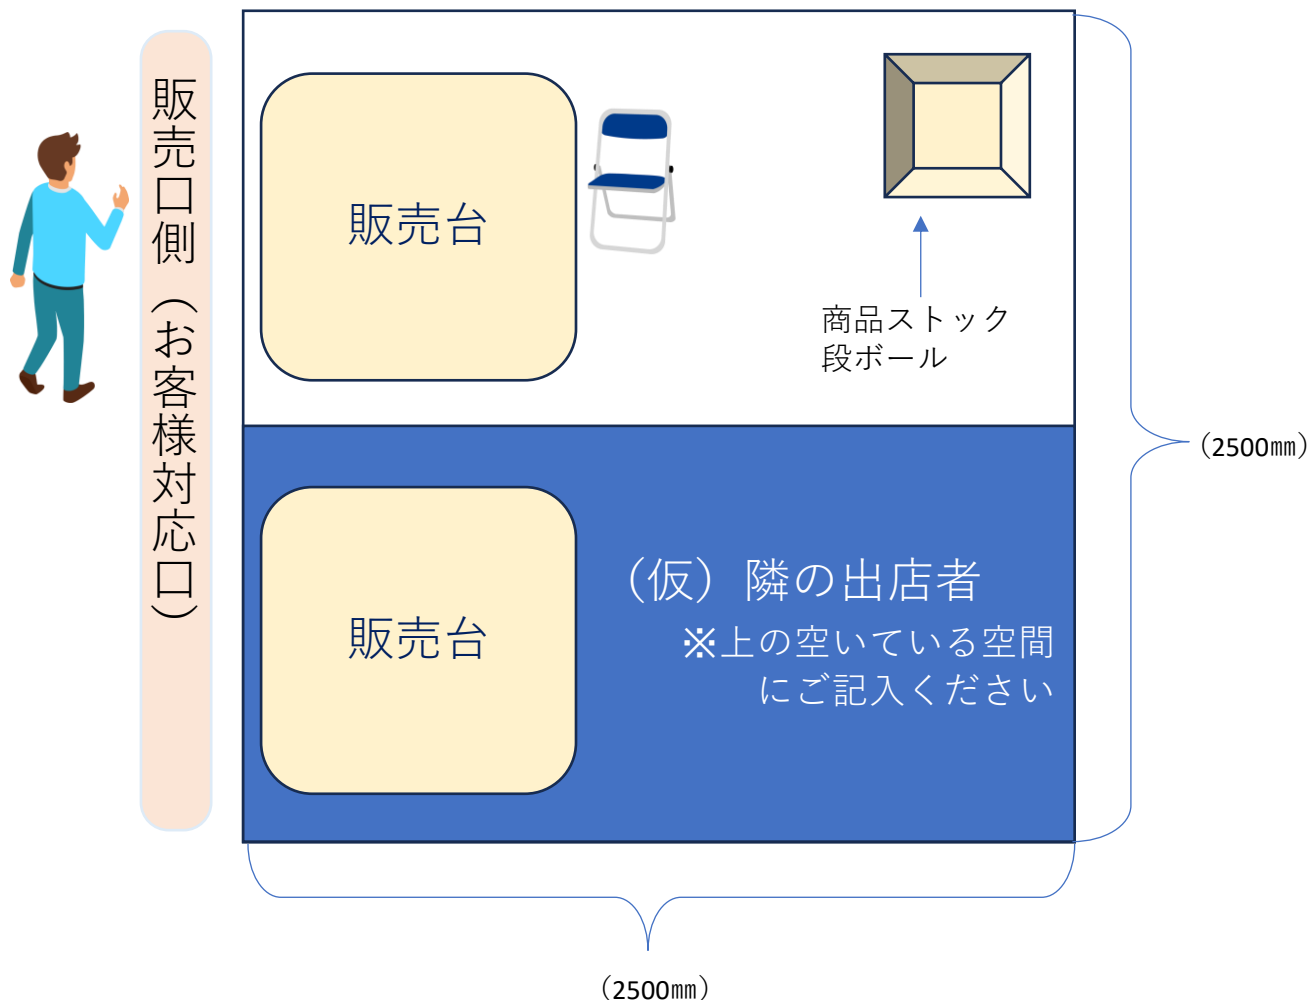 販売口側（お客様対応口）
販売台
商品ストック
段ボール
（2500㎜）
販売台
（仮）隣の出店者
※上の空いている空間
にご記入ください
（2500㎜）